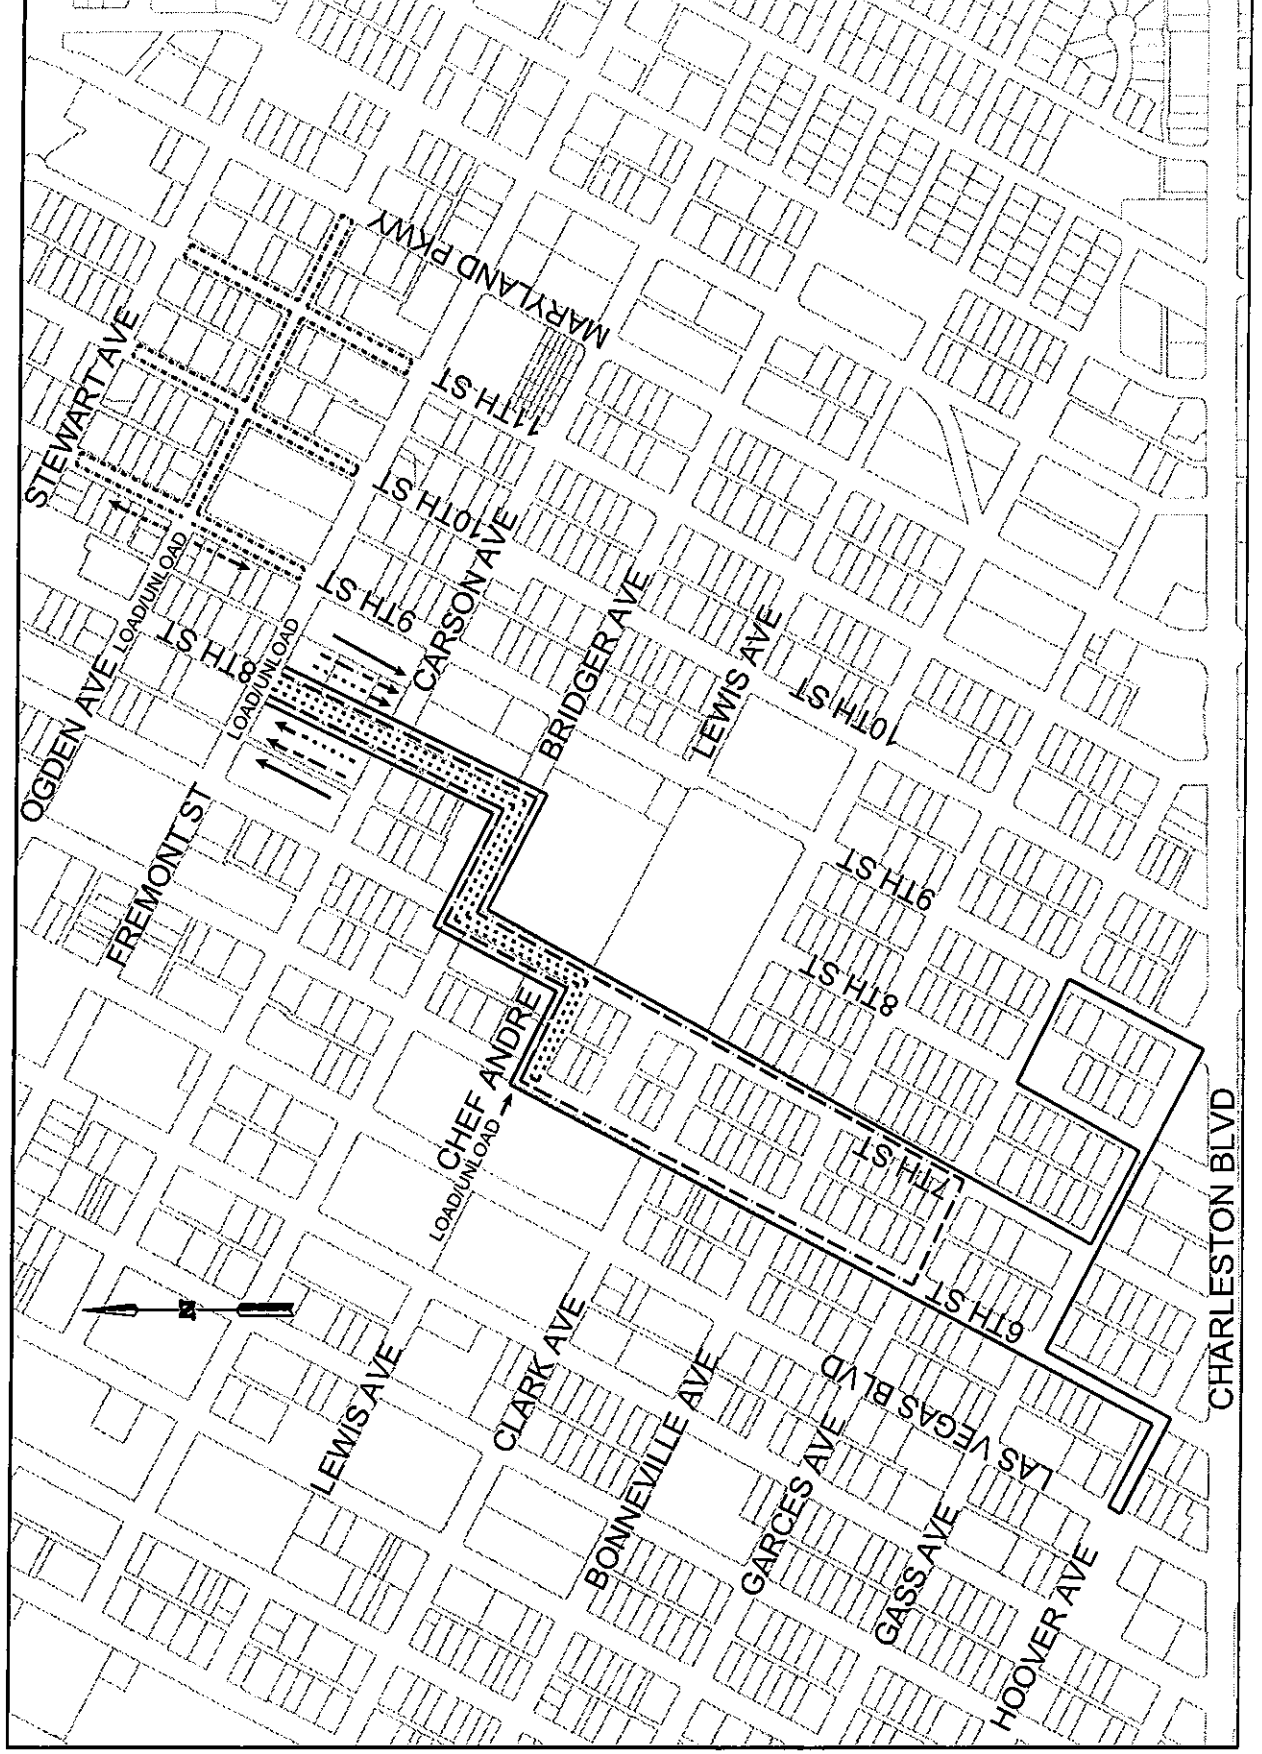 STEWART AVE
OGDEN AVE
LOAD/UNLOAD
8TH ST
LOAD/UNLOAD
FREMONT ST
MARYLAND PKWY
11TH ST
10TH ST
9TH ST
CARSON AVE
BRIDGER AVE
LEWIS AVE
10TH ST
9TH ST
8TH ST
CHEF ANDRE
LOAD/UNLOAD
7TH ST
6TH ST
N
LEWIS AVE
CLARK AVE
BONNEVILLE AVE
LAS VEGAS BLVD
GARCES AVE
GASS AVE
HOOVER AVE
CHARLESTON BLVD